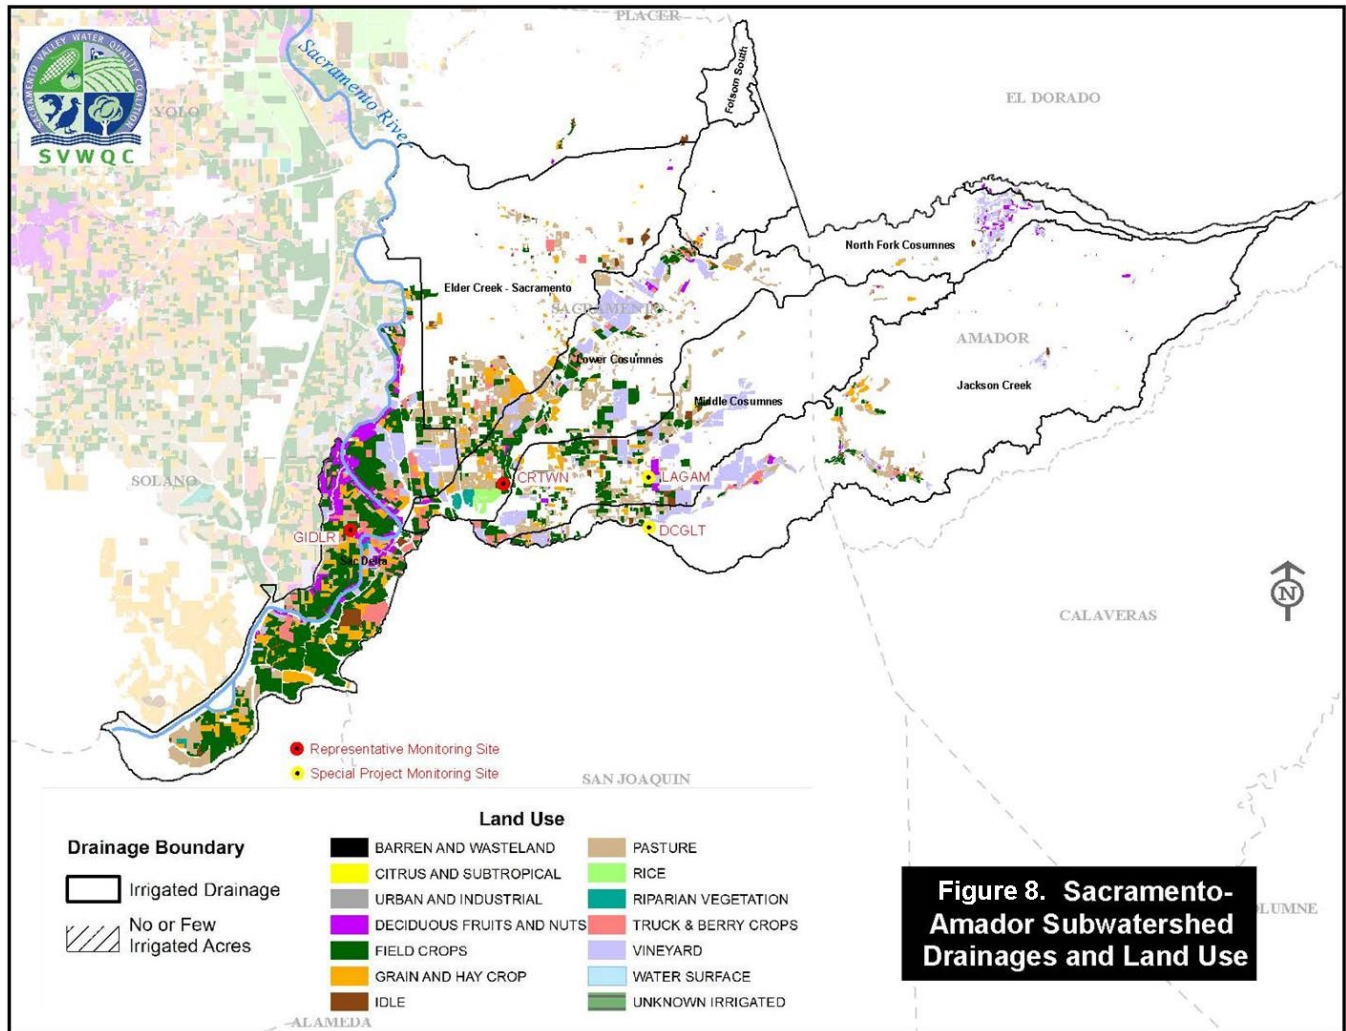 PLACER
SACRAMENTO VALLEY WATER QUALITY COALITION
SVWQC
Sacramento River
YOLO
Folsom South
EL DORADO
North Fork Cosumnes
Elder Creek - Sacramento
SACRAMENTO
AMADOR
Lower Cosumnes
Jackson Creek
Middle Cosumnes
SOLANO
CRTWN
LAGAM
GIDLR
DCGLT
Sac Delta
N
CALAVERAS
Representative Monitoring Site
Special Project Monitoring Site
SAN JOAQUIN
Land Use
Drainage Boundary
Irrigated Drainage
No or Few
Irrigated Acres
BARREN AND WASTELAND
CITRUS AND SUBTROPICAL
URBAN AND INDUSTRIAL
DECIDUOUS FRUITS AND NUTS
FIELD CROPS
GRAIN AND HAY CROP
IDLE
PASTURE
RICE
RIPARIAN VEGETATION
TRUCK & BERRY CROPS
VINEYARD
WATER SURFACE
UNKNOWN IRRIGATED
Figure 8. Sacramento-
Amador Subwatershed
Drainages and Land Use
OLUMNE
ALAMEDA